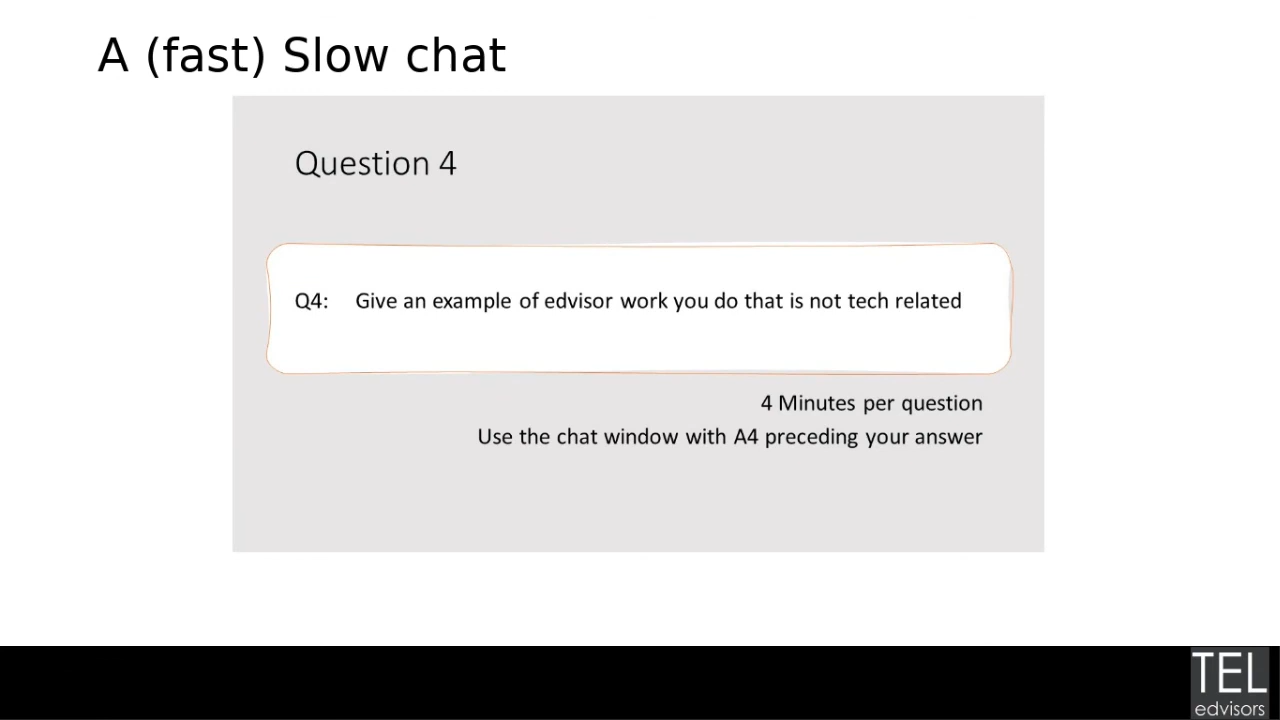 A (fast) Slow chat
Question 4
Q4: Give an example of edvisor work you do that is not tech related
4 Minutes per question
Use the chat window with A4 preceding your answer
TEL
edvisors